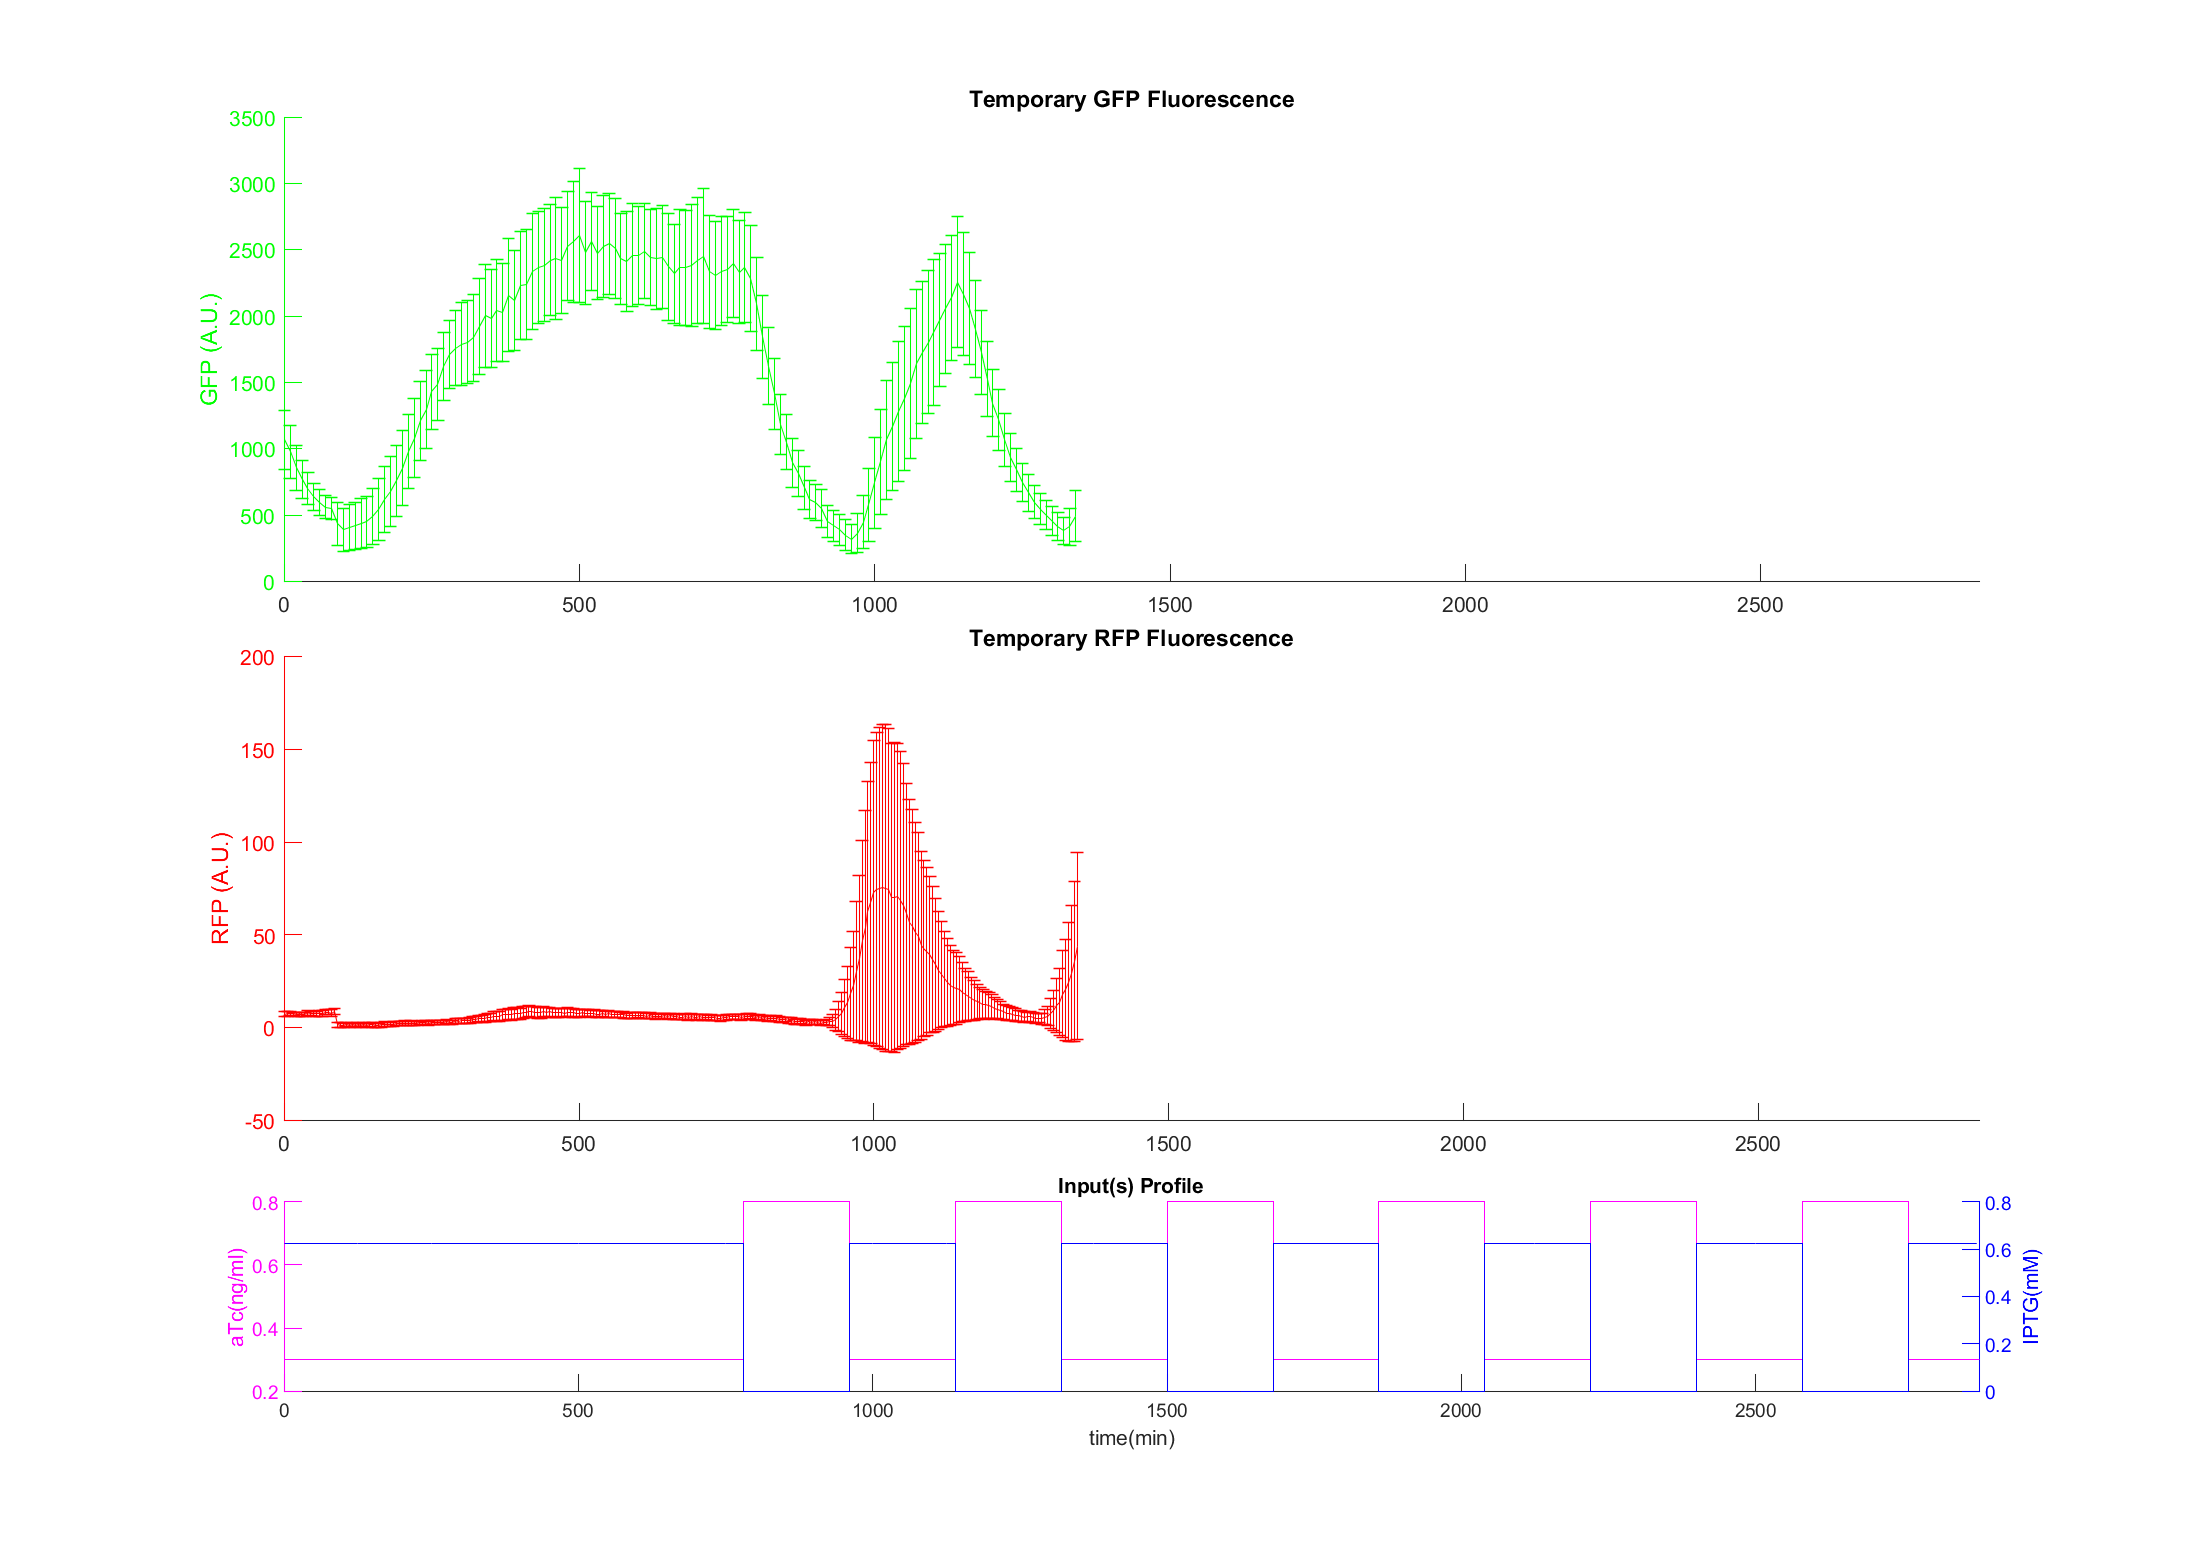 Temporary GFP Fluorescence
3500
3000
2500
2000
1500
1000
500
0
GFP (A.U.)
0 500 1000 1500 2000 2500
Temporary RFP Fluorescence
200
150
100
50
0
-50
RFP (A.U.)
0 500 1000 1500 2000 2500
Input(s) Profile
0.8
0.6
0.4
0.2
aTc(ng/ml)
0.8
0.6
0.4
0.2
0
IPTG(mM)
0 500 1000 1500 2000 2500
time(min)